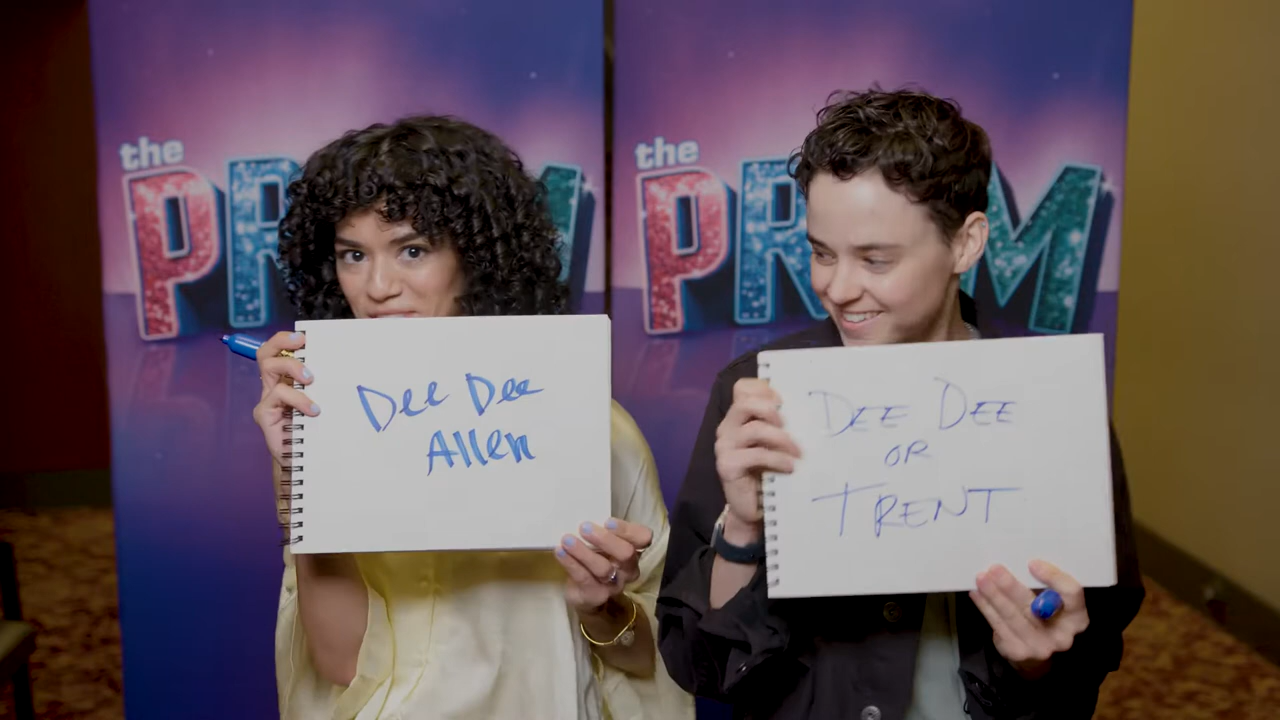 the
PROM
the
PROM
Dee Dee
Allen
DEE DEE
OR
TRENT